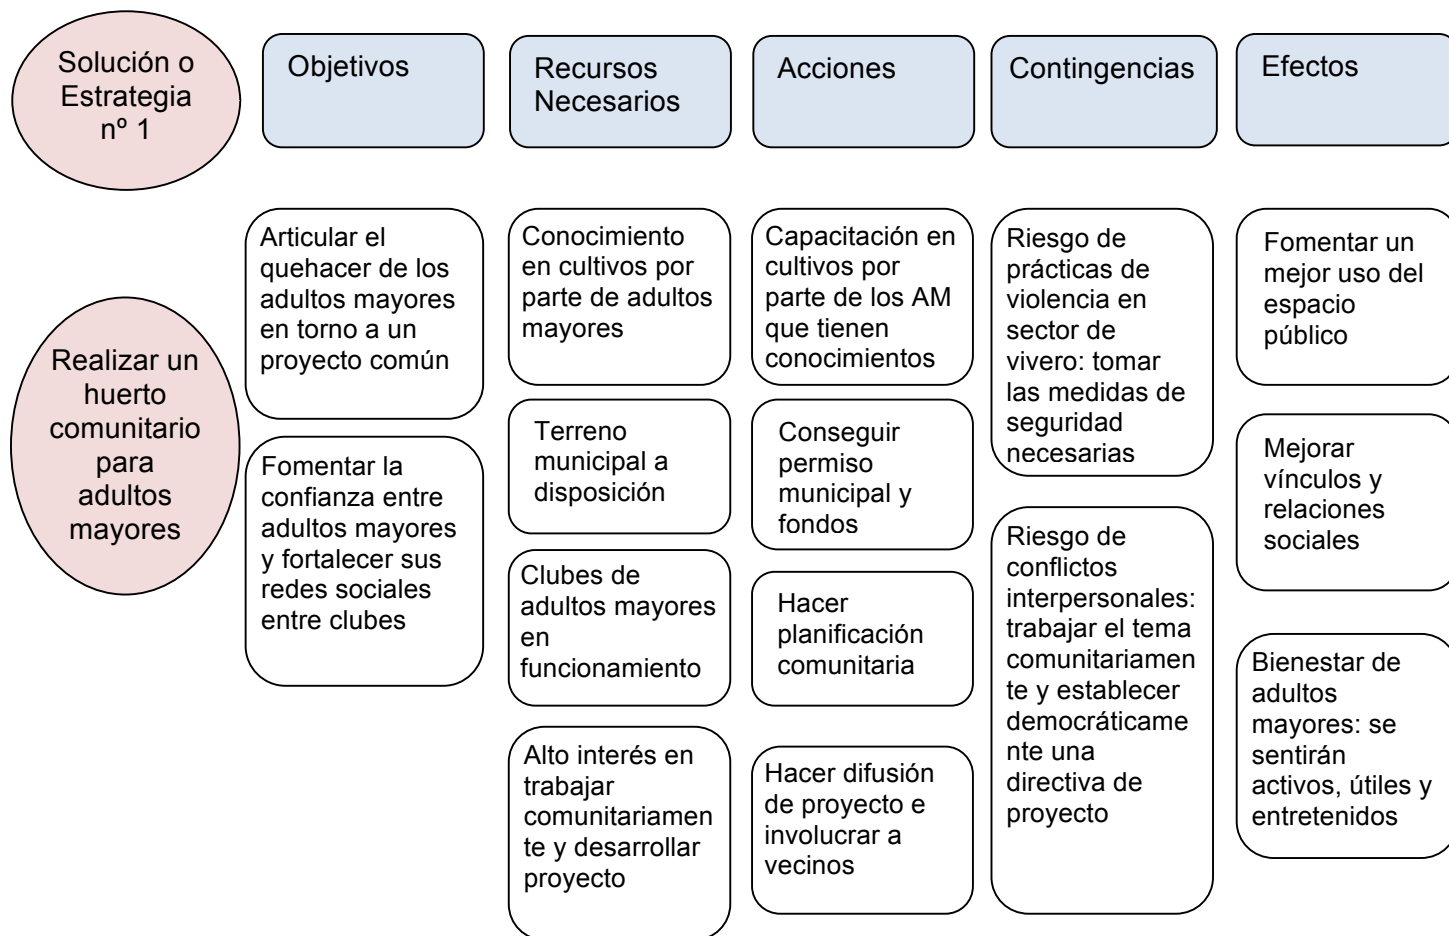 Solución o
Estrategia
nº 1
Objetivos
Recursos
Necesarios
Acciones
Contingencias
Efectos
Realizar un
huerto
comunitario
para
adultos
mayores
Articular el
quehacer de los
adultos mayores
en torno a un
proyecto común
Fomentar la
confianza entre
adultos mayores
y fortalecer sus
redes sociales
entre clubes
Conocimiento
en cultivos por
parte de adultos
mayores
Terreno
municipal a
disposición
Clubes de
adultos mayores
en
funcionamiento
Alto interés en
trabajar
comunitariamen
te y desarrollar
proyecto
Capacitación en
cultivos por
parte de los AM
que tienen
conocimientos
Conseguir
permiso
municipal y
fondos
Hacer
planificación
comunitaria
Hacer difusión
de proyecto e
involucrar a
vecinos
Riesgo de
prácticas de
violencia en
sector de
vivero: tomar
las medidas de
seguridad
necesarias
Riesgo de
conflictos
interpersonales:
trabajar el tema
comunitariamen
te y establecer
democráticame
nte una
directiva de
proyecto
Fomentar un
mejor uso del
espacio
público
Mejorar
vínculos y
relaciones
sociales
Bienestar de
adultos
mayores: se
sentirán
activos, útiles y
entretenidos